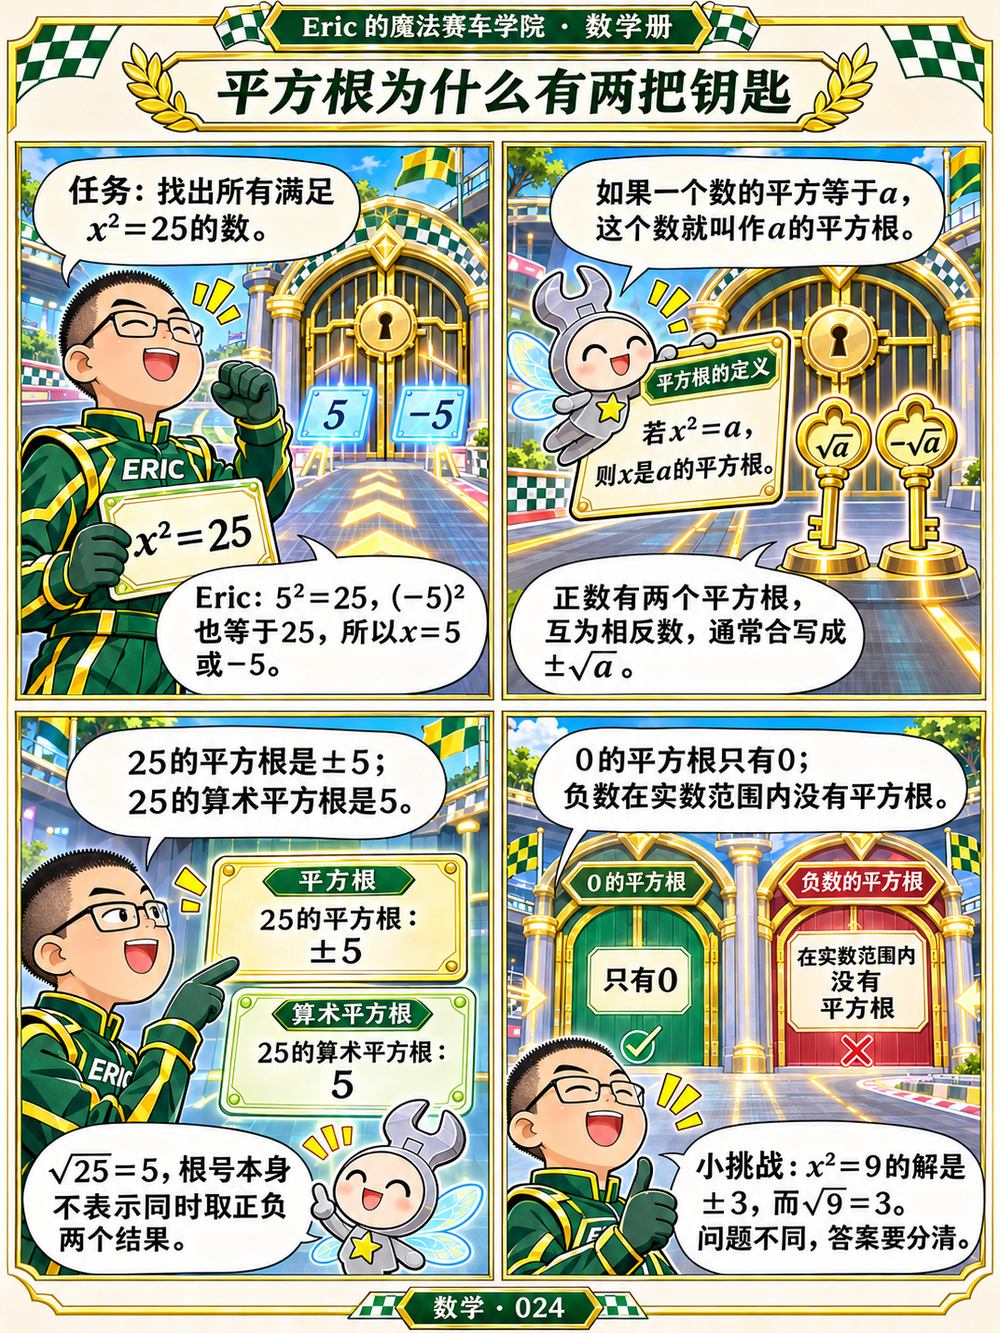 Eric 的魔法赛车学院 · 数学册
平方根为什么有两把钥匙
任务：找出所有满足
x²=25的数。
5
-5
ERIC
x²=25
Eric：5²=25，(-5)²
也等于25，所以x=5
或-5。
如果一个数的平方等于a，
这个数就叫作a的平方根。
平方根的定义
若x²=a，
则x是a的平方根。
√a
-√a
正数有两个平方根，
互为相反数，通常合写成
±√a。
25的平方根是±5；
25的算术平方根是5。
平方根
25的平方根：
±5
算术平方根
25的算术平方根：
5
ERIC
√25=5，根号本身
不表示同时取正负
两个结果。
0的平方根只有0；
负数在实数范围内没有平方根。
0的平方根
只有0
负数的平方根
在实数范围内
没有
平方根
小挑战：x²=9的解是
±3，而√9=3。
问题不同，答案要分清。
数学 · 024